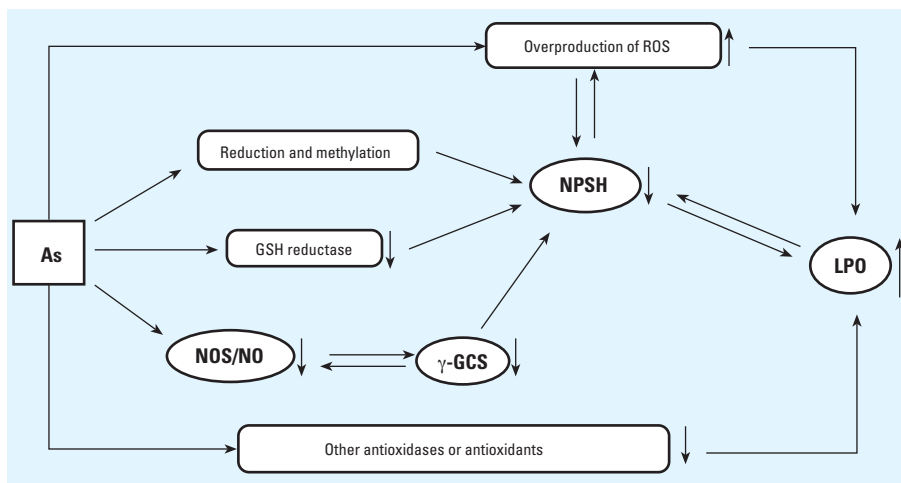 Overproduction of ROS
Reduction and methylation
NPSH
As
GSH reductase
LPO
NOS/NO
γ-GCS
Other antioxidases or antioxidants